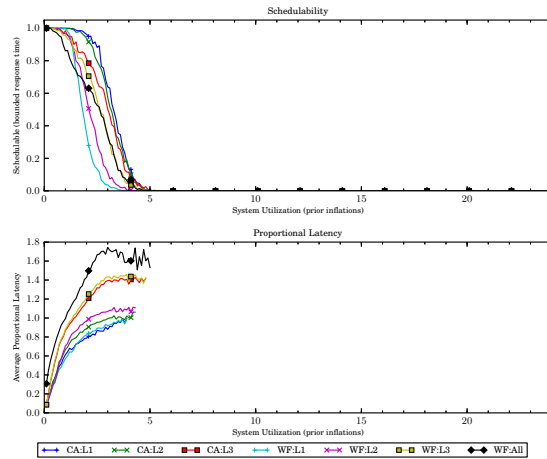 Schedulability
1.0
0.8
0.6
0.4
0.2
0.0
Schedulable (bounded response time)
0 5 10 15 20
System Utilization (prior inflations)
Proportional Latency
1.8
1.6
1.4
1.2
1.0
0.8
0.6
0.4
0.2
0.0
Average Proportional Latency
0 5 10 15 20
System Utilization (prior inflations)
CA:L1 CA:L2 CA:L3 WF:L1 WF:L2 WF:L3 WF:All